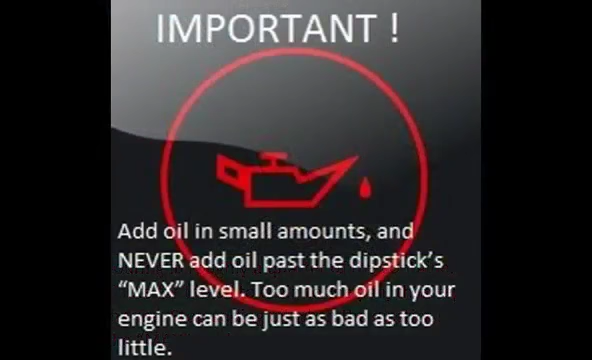 IMPORTANT !
Add oil in small amounts, and
NEVER add oil past the dipstick's
“MAX” level. Too much oil in your
engine can be just as bad as too
little.